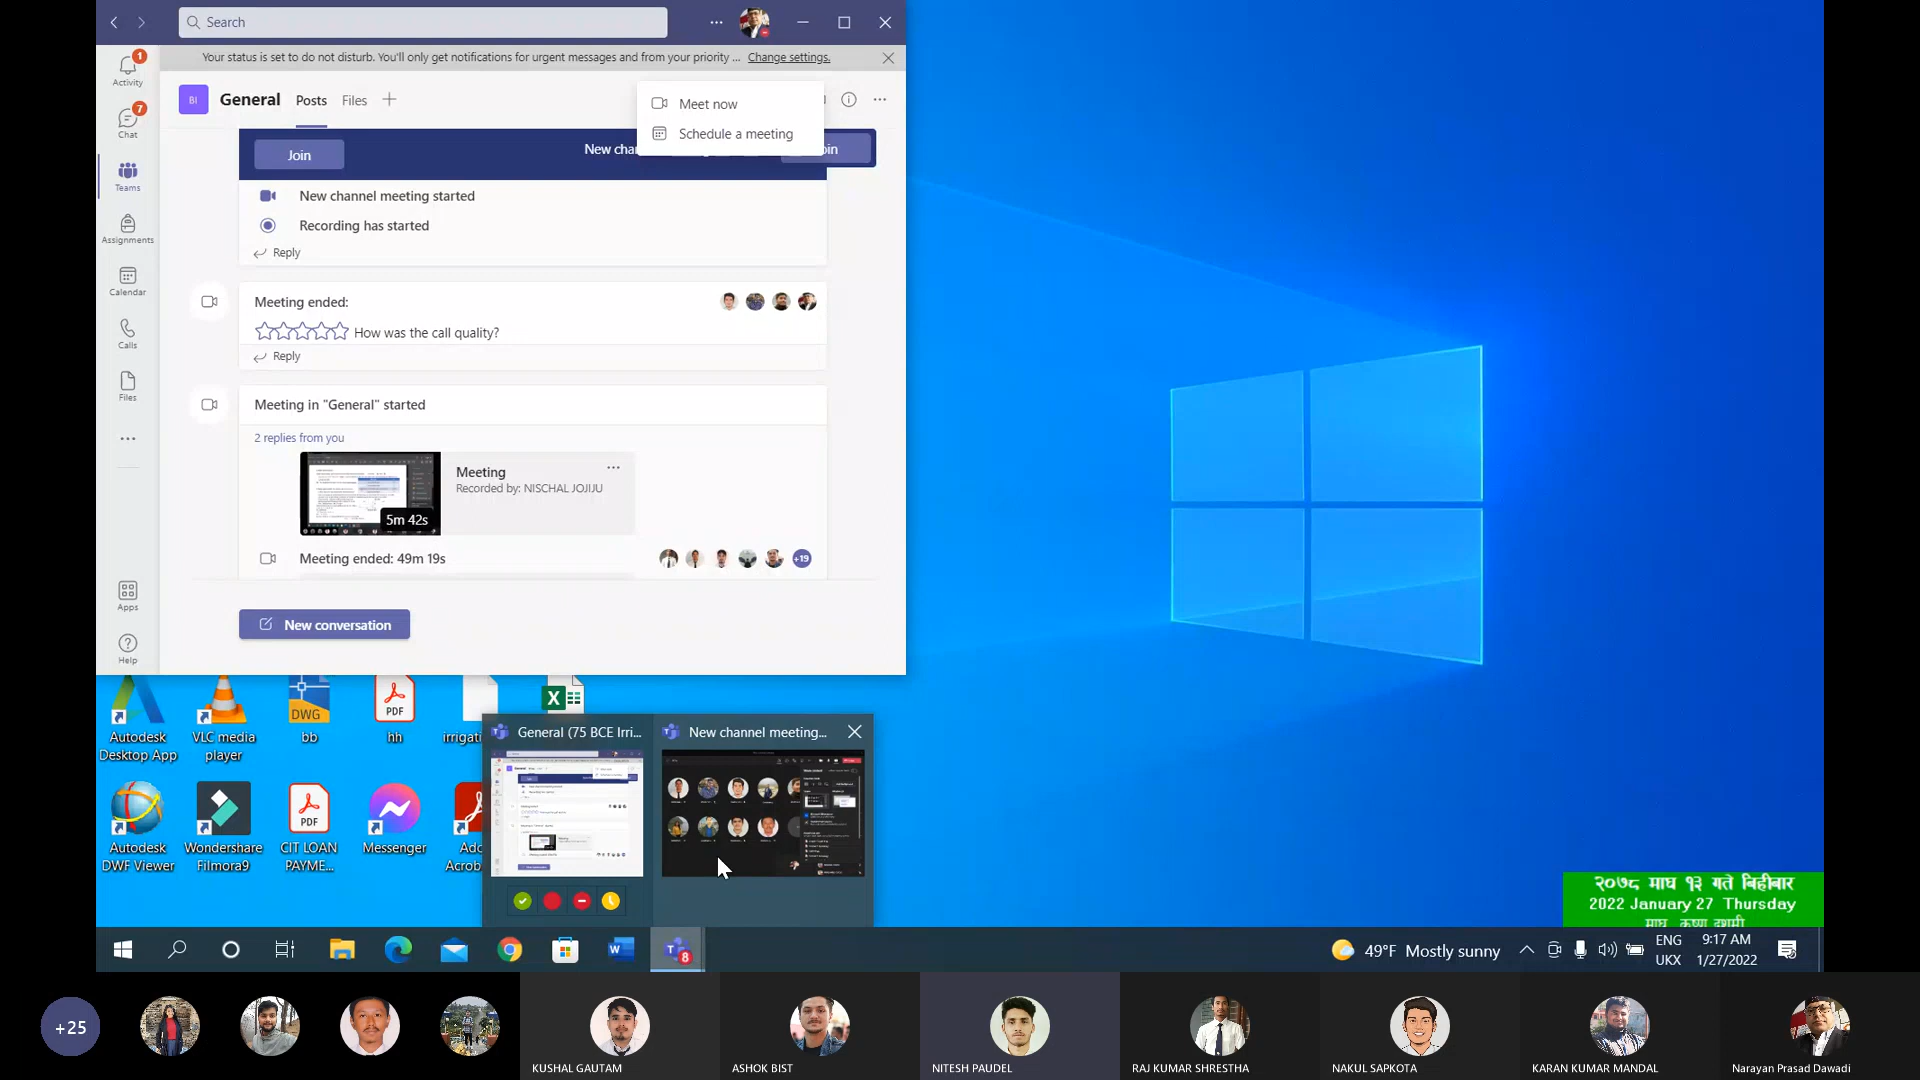 Search
Your status is set to do not disturb. You'll only get notifications for urgent messages and from your priority ... Change settings.
1
Activity
7
Chat
Teams
Assignments
Calendar
Calls
Files
Apps
Help
BI
General
Posts
Files
Meet now
Schedule a meeting
Join
New channel meeting started
Recording has started
Reply
Meeting ended:
How was the call quality?
Reply
Meeting in "General" started
2 replies from you
Meeting
Recorded by: NISCHAL JOJIJU
5m 42s
Meeting ended: 49m 19s
+19
New conversation
Autodesk Desktop App
VLC media player
DWG
bb
PDF
hh
Autodesk DWF Viewer
Wondershare Filmora9
PDF
CIT LOAN PAYME...
Messenger
General (75 BCE Irri...
New channel meeting...
२०७८ माघ १३ गते बिहीबार
2022 January 27 Thursday
माघ कृष्ण दशमी
8
49°F Mostly sunny
ENG
UKX
9:17 AM
1/27/2022
+25
KUSHAL GAUTAM
ASHOK BIST
NITESH PAUDEL
RAJ KUMAR SHRESTHA
NAKUL SAPKOTA
KARAN KUMAR MANDAL
Narayan Prasad Dawadi